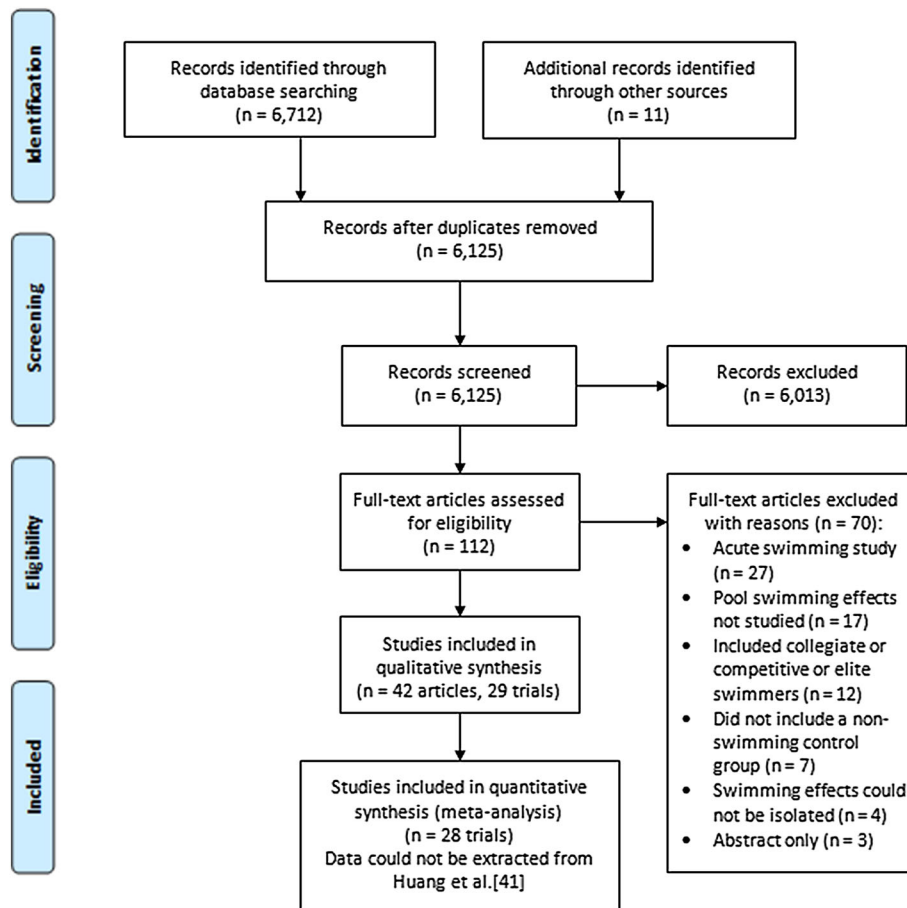 Identification
Records identified through
database searching
(n = 6,712)
Additional records identified
through other sources
(n = 11)
Records after duplicates removed
(n = 6,125)
Screening
Records screened
(n = 6,125)
Records excluded
(n = 6,013)
Eligibility
Full-text articles assessed
for eligibility
(n = 112)
Full-text articles excluded
with reasons (n = 70):
• Acute swimming study
(n = 27)
• Pool swimming effects
not studied (n = 17)
• Included collegiate or
competitive or elite
swimmers (n = 12)
• Did not include a non-
swimming control
group (n = 7)
• Swimming effects could
not be isolated (n = 4)
• Abstract only (n = 3)
Studies included in
qualitative synthesis
(n = 42 articles, 29 trials)
Included
Studies included in quantitative
synthesis (meta-analysis)
(n = 28 trials)
Data could not be extracted from
Huang et al.[41]